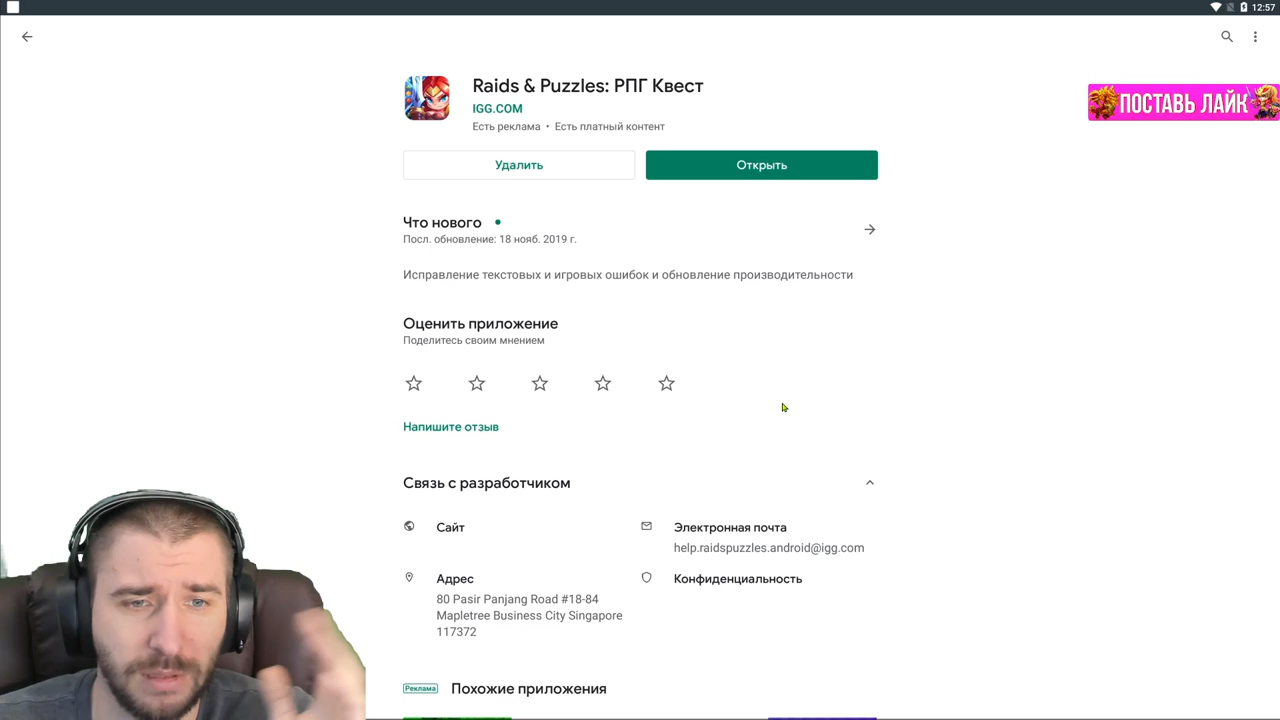 12:57
Raids & Puzzles: РПГ Квест
IGG.COM
Есть реклама • Есть платный контент
ПОСТАВЬ ЛАЙК
Удалить
Открыть
Что нового
Посл. обновление: 18 нояб. 2019 г.
Исправление текстовых и игровых ошибок и обновление производительности
Оценить приложение
Поделитесь своим мнением
Напишите отзыв
Связь с разработчиком
Сайт
Электронная почта
help.raidspuzzles.android@igg.com
Адрес
80 Pasir Panjang Road #18-84
Mapletree Business City Singapore
117372
Конфиденциальность
Реклама
Похожие приложения